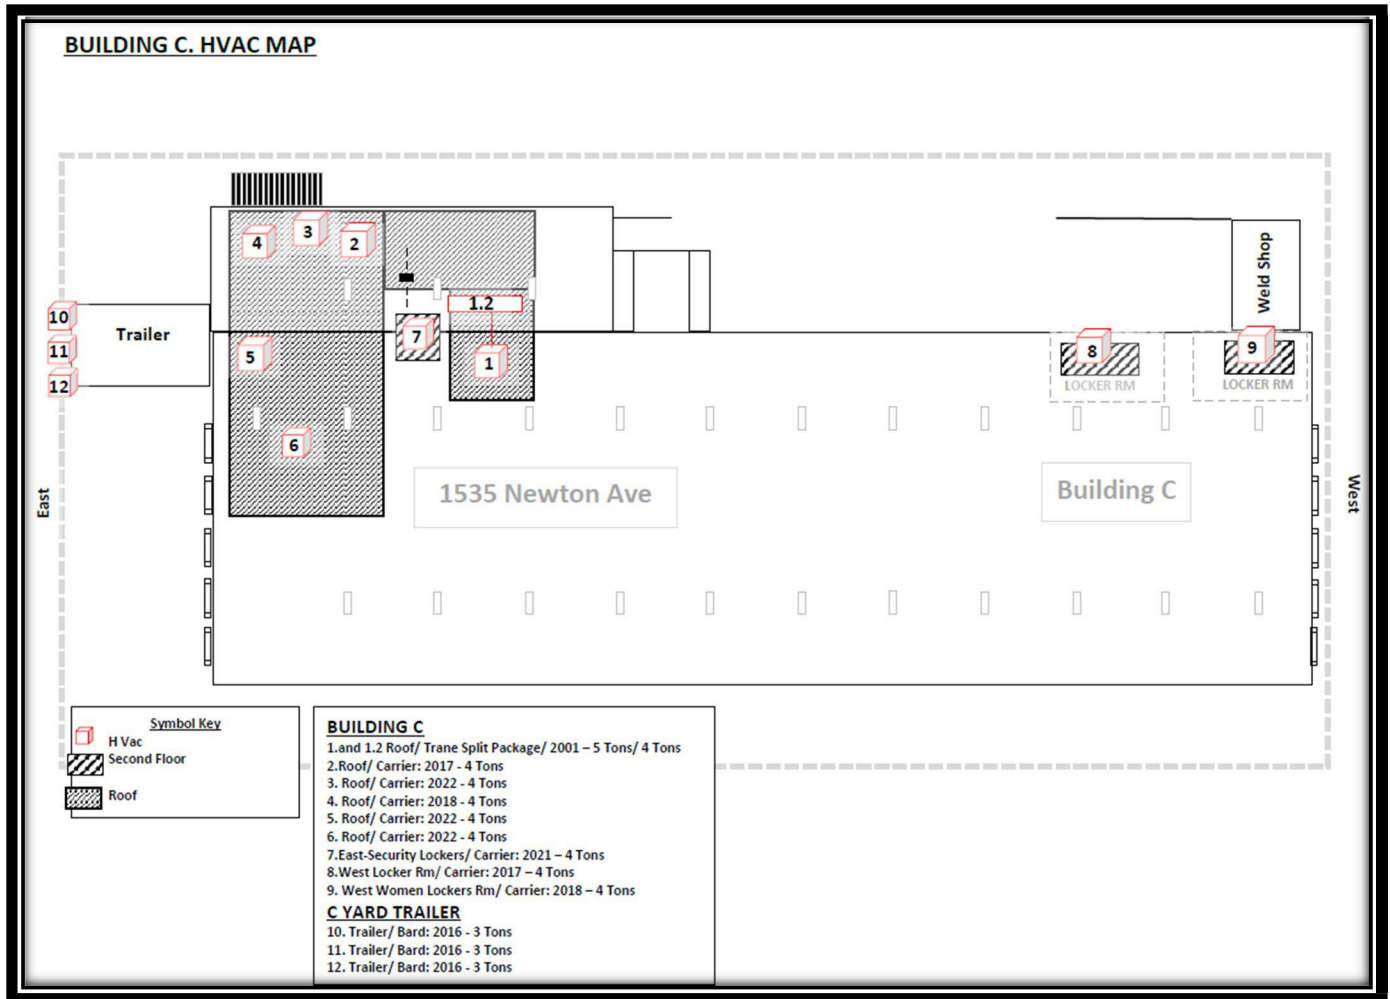 BUILDING C. HVAC MAP
4
3
2
1.2
7
1
5
6
10
11
12
Trailer
Weld Shop
8
9
LOCKER RM
LOCKER RM
East
West
1535 Newton Ave
Building C
Symbol Key
H Vac
Second Floor
Roof
BUILDING C
1.and 1.2 Roof/ Trane Split Package/ 2001 – 5 Tons/ 4 Tons
2.Roof/ Carrier: 2017 - 4 Tons
3. Roof/ Carrier: 2022 - 4 Tons
4. Roof/ Carrier: 2018 - 4 Tons
5. Roof/ Carrier: 2022 - 4 Tons
6. Roof/ Carrier: 2022 - 4 Tons
7.East-Security Lockers/ Carrier: 2021 – 4 Tons
8.West Locker Rm/ Carrier: 2017 – 4 Tons
9. West Women Lockers Rm/ Carrier: 2018 – 4 Tons
C YARD TRAILER
10. Trailer/ Bard: 2016 - 3 Tons
11. Trailer/ Bard: 2016 - 3 Tons
12. Trailer/ Bard: 2016 - 3 Tons